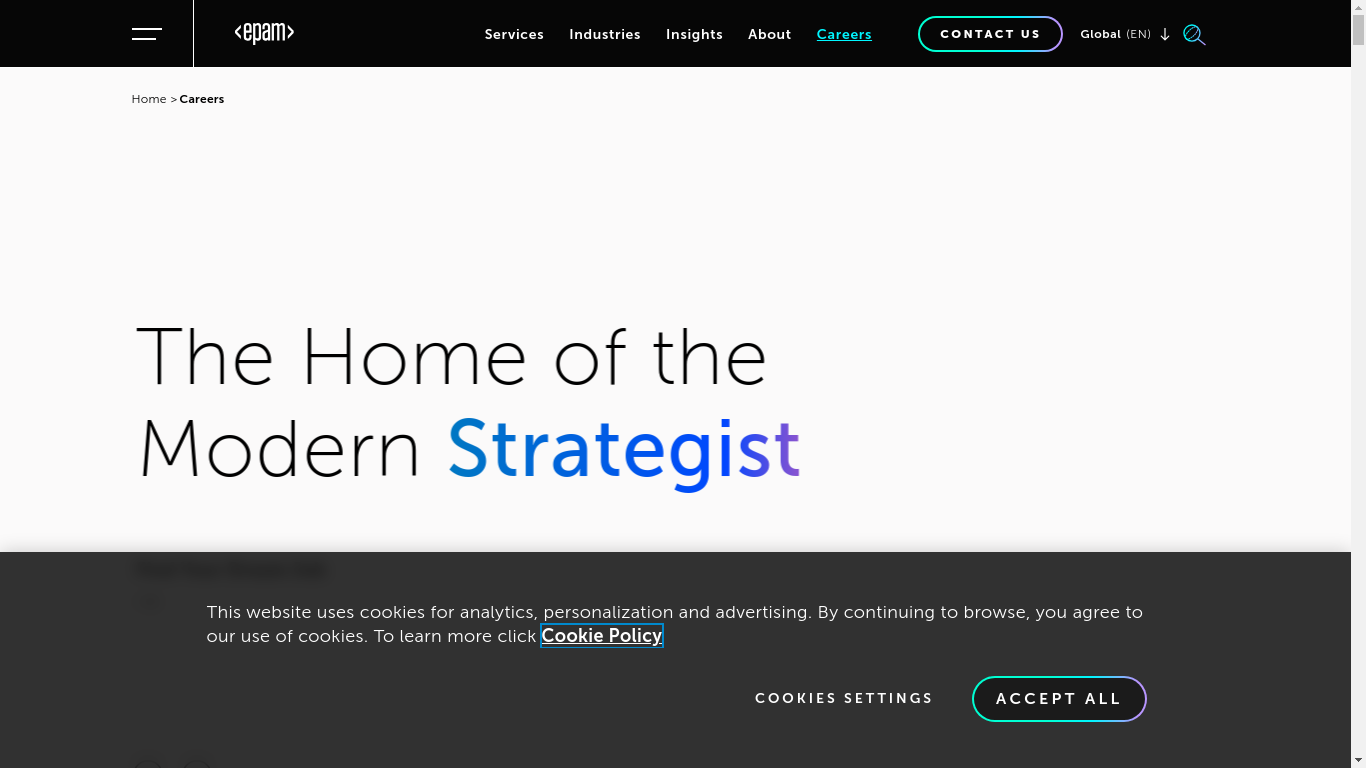 <epam>
Services
Industries
Insights
About
Careers
CONTACT US
Global (EN)
Home > Careers
The Home of the
Modern Strategist
This website uses cookies for analytics, personalization and advertising. By continuing to browse, you agree to
our use of cookies. To learn more click Cookie Policy
COOKIES SETTINGS
ACCEPT ALL